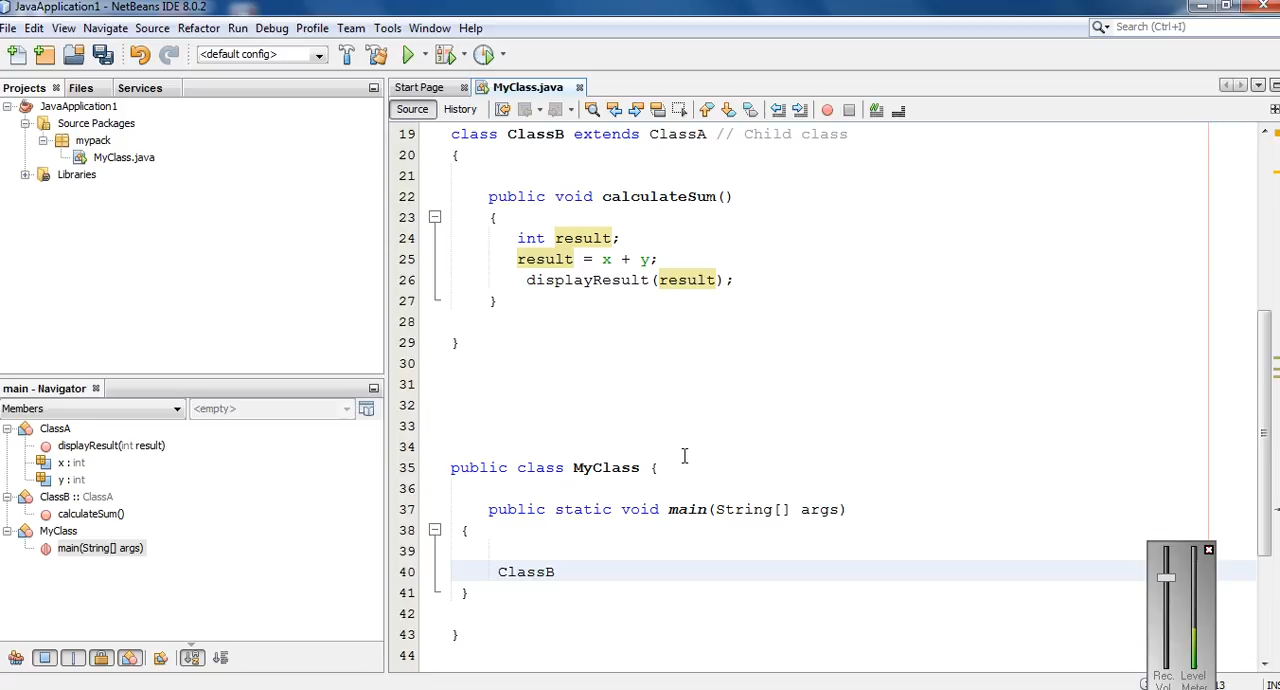 JavaApplication1 - NetBeans IDE 8.0.2
File Edit View Navigate Source Refactor Run Debug Profile Team Tools Window Help
Search (Ctrl+I)
<default config>
Projects Files Services
Start Page MyClass.java
JavaApplication1
Source Packages
mypack
MyClass.java
Libraries
Source History
19 class ClassB extends ClassA // Child class
20 {
21
22 public void calculateSum()
23 {
24 int result;
25 result = x + y;
26 displayResult(result);
27 }
28
29 }
30
31
32
33
34
35 public class MyClass {
36
37 public static void main(String[] args)
38 {
39
40 ClassB
41 }
42
43 }
44
main - Navigator
Members <empty>
ClassA
displayResult(int result)
x : int
y : int
ClassB :: ClassA
calculateSum()
MyClass
main(String[] args)
Rec. Level
Vol Meter
13 INS